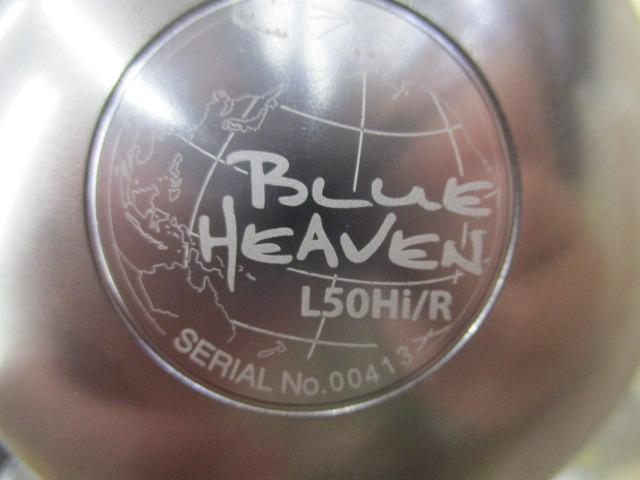 BLUE
HEAVEN
L50Hi/R
SERIAL No.00413